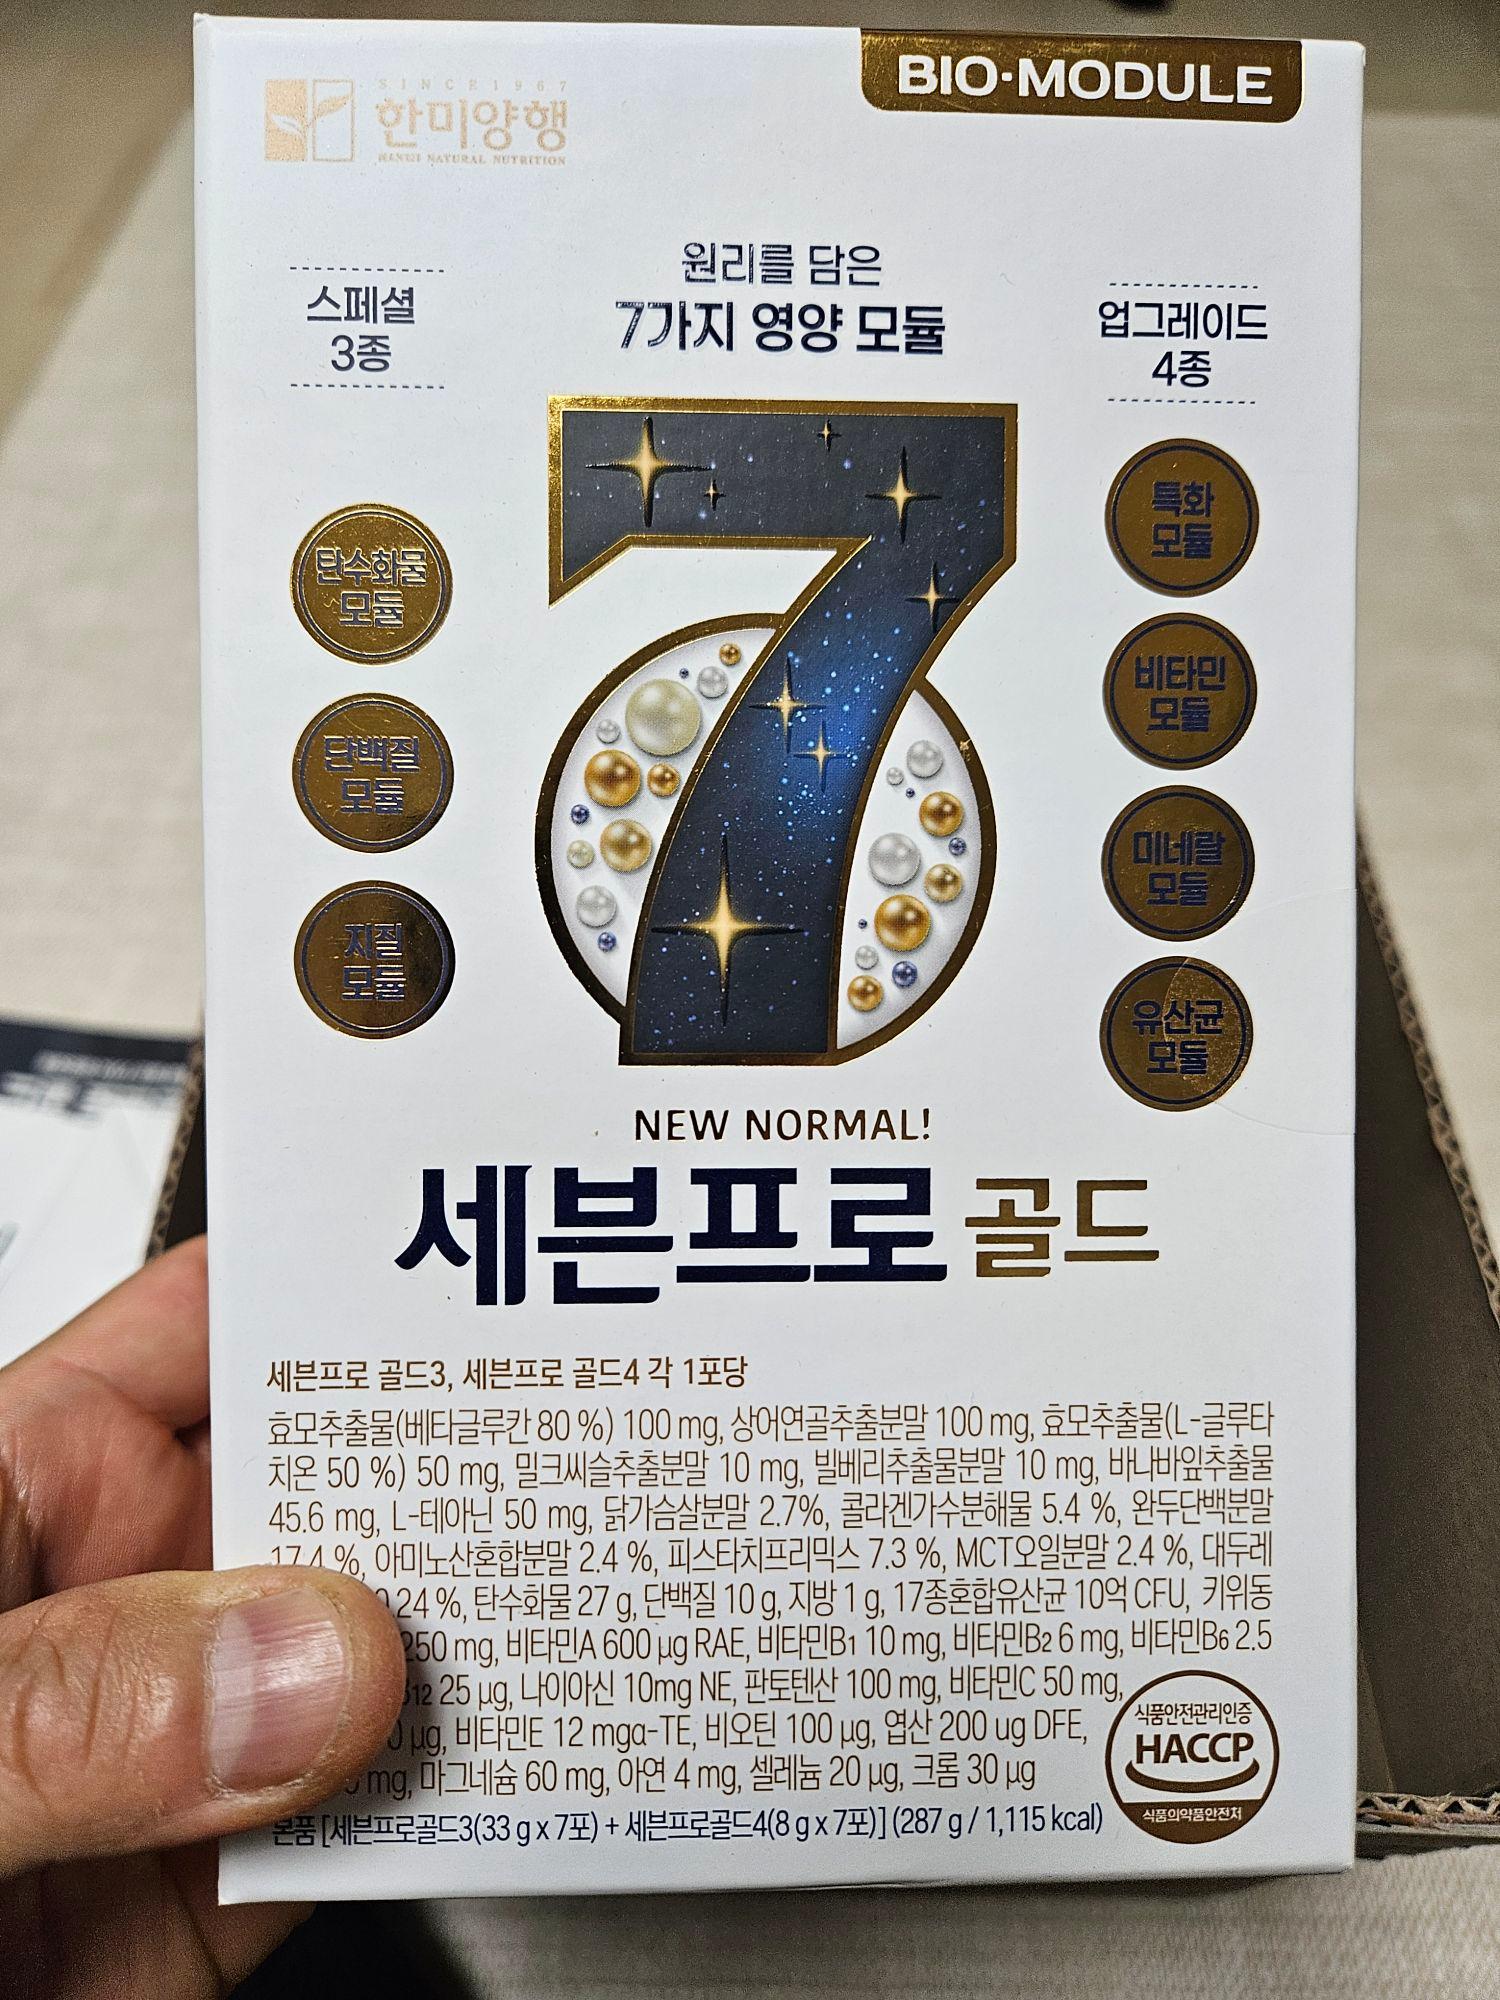 BIO·MODULE
SINCE 1967
한미양행
HANMI NATURAL NUTRITION
원리를 담은
7가지 영양 모듈
스페셜
3종
업그레이드
4종
탄수화물
모듈
단백질
모듈
지질
모듈
특화
모듈
비타민
모듈
미네랄
모듈
유산균
모듈
7
NEW NORMAL!
세븐프로 골드
세븐프로 골드3, 세븐프로 골드4 각 1포당
효모추출물(베타글루칸 80 %) 100 mg, 상어연골추출분말 100 mg, 효모추출물(L-글루타
치온 50 %) 50 mg, 밀크씨슬추출분말 10 mg, 빌베리추출물분말 10 mg, 바나바잎추출물
45.6 mg, L-테아닌 50 mg, 닭가슴살분말 2.7%, 콜라겐가수분해물 5.4 %, 완두단백분말
17.4 %, 아미노산혼합분말 2.4 %, 피스타치프리믹스 7.3 %, MCT오일분말 2.4 %, 대두레
0.24 %, 탄수화물 27 g, 단백질 10 g, 지방 1 g, 17종혼합유산균 10억 CFU, 키위동
250 mg, 비타민A 600 μg RAE, 비타민B1 10 mg, 비타민B2 6 mg, 비타민B6 2.5
25 μg, 나이아신 10mg NE, 판토텐산 100 mg, 비타민C 50 mg,
μg, 비타민E 12 mgα-TE, 비오틴 100 μg, 엽산 200 ug DFE,
mg, 마그네슘 60 mg, 아연 4 mg, 셀레늄 20 μg, 크롬 30 μg
본품 [세븐프로골드3(33 g x 7포) + 세븐프로골드4(8 g x 7포)] (287 g / 1,115 kcal)
식품안전관리인증
HACCP
식품의약품안전처